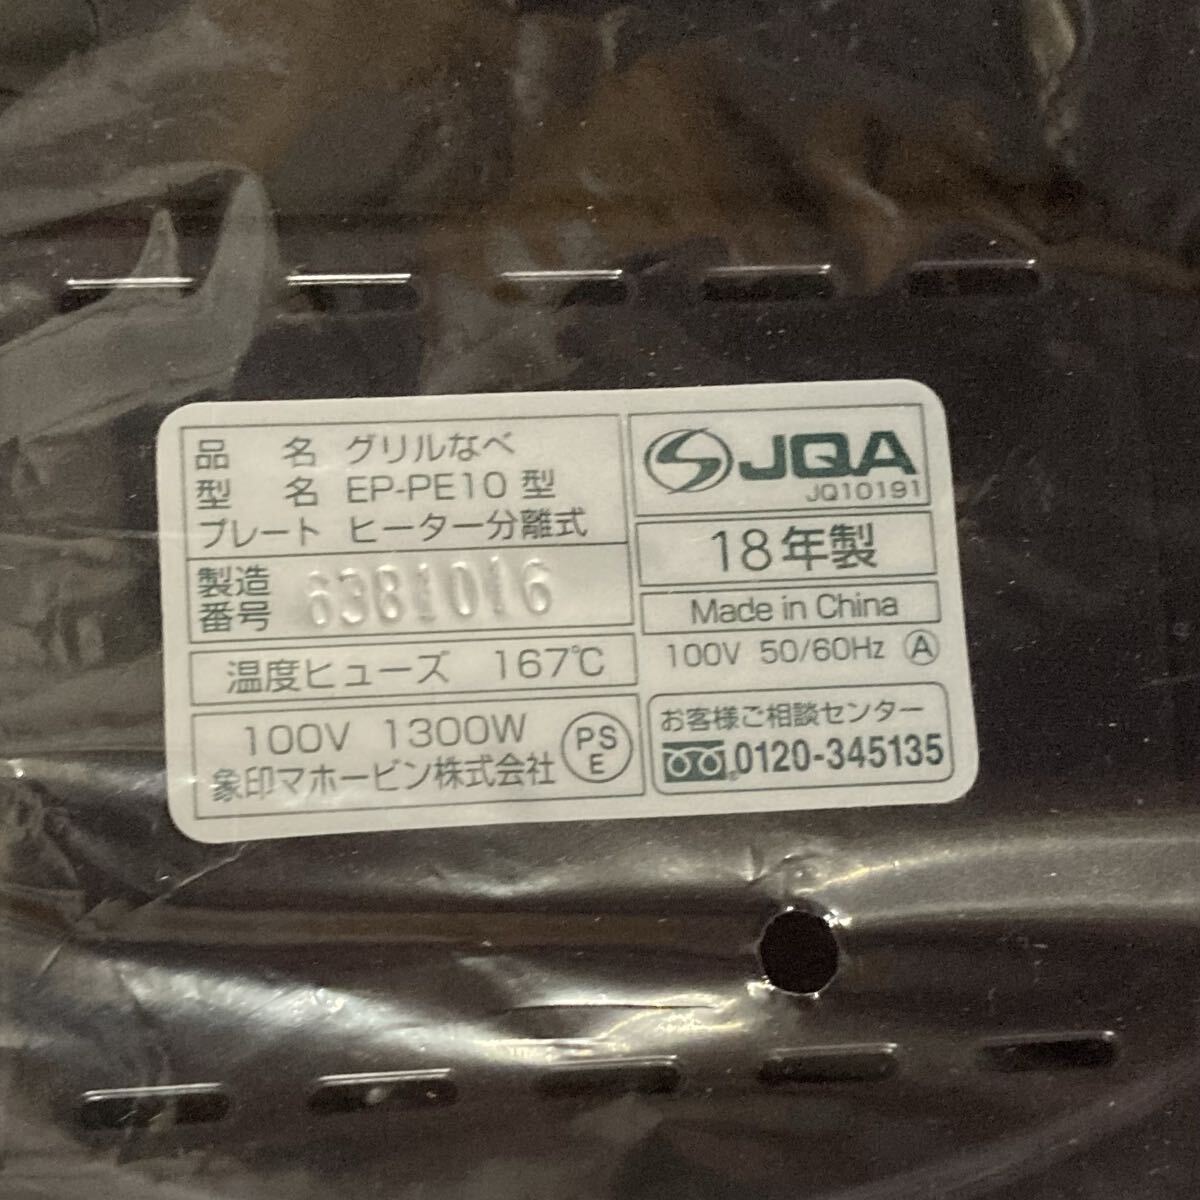 品 名 グリルなべ
型 名 EP-PE10 型
プレート ヒーター分離式
製造番号 6381016
温度ヒューズ 167℃
100V 1300W
象印マホービン株式会社
PS
E
JQA
JQ10191
18年製
Made in China
100V 50/60Hz Ⓐ
お客様ご相談センター
0120-345135